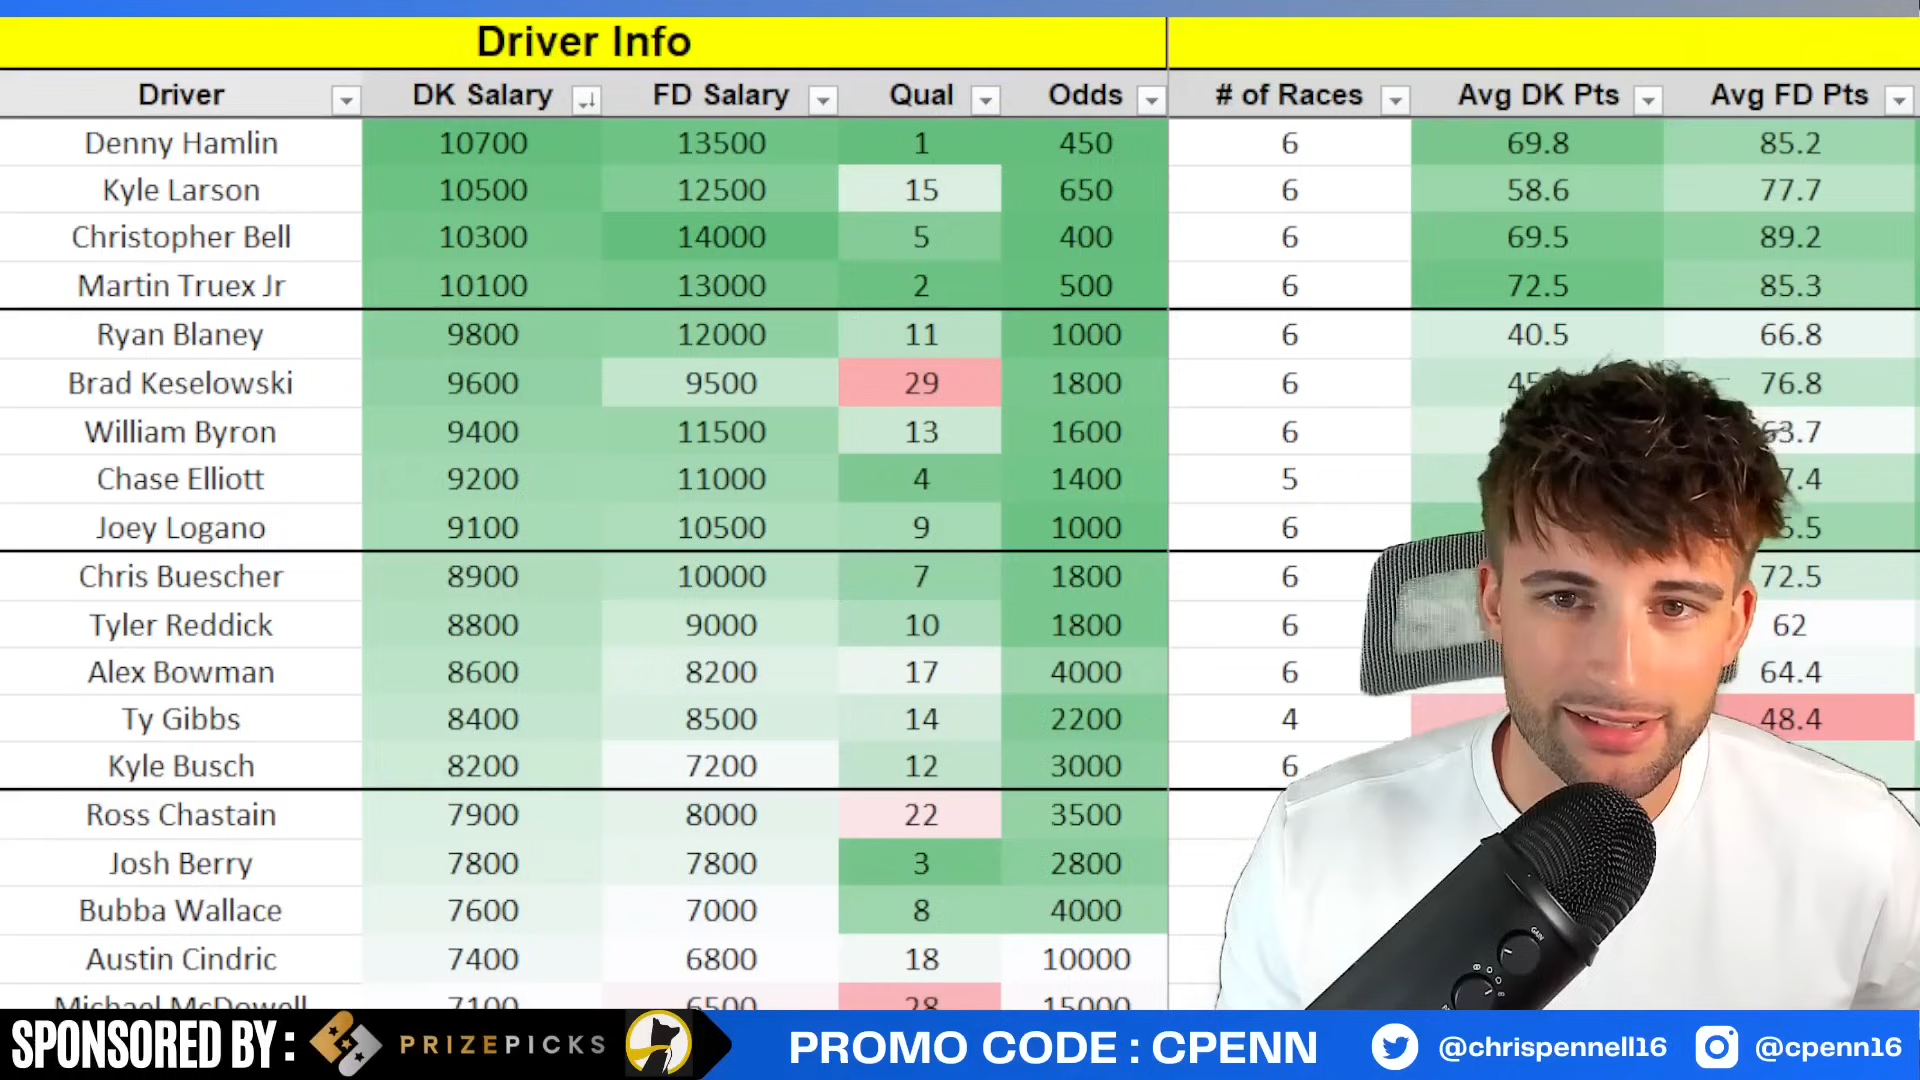 Driver Info
Driver DK Salary FD Salary Qual Odds # of Races Avg DK Pts Avg FD Pts
Denny Hamlin 10700 13500 1 450 6 69.8 85.2
Kyle Larson 10500 12500 15 650 6 58.6 77.7
Christopher Bell 10300 14000 5 400 6 69.5 89.2
Martin Truex Jr 10100 13000 2 500 6 72.5 85.3
Ryan Blaney 9800 12000 11 1000 6 40.5 66.8
Brad Keselowski 9600 9500 29 1800 6 76.8
William Byron 9400 11500 13 1600 6
Chase Elliott 9200 11000 4 1400 5
Joey Logano 9100 10500 9 1000 6
Chris Buescher 8900 10000 7 1800 6 72.5
Tyler Reddick 8800 9000 10 1800 6 62
Alex Bowman 8600 8200 17 4000 6 64.4
Ty Gibbs 8400 8500 14 2200 4 48.4
Kyle Busch 8200 7200 12 3000 6
Ross Chastain 7900 8000 22 3500
Josh Berry 7800 7800 3 2800
Bubba Wallace 7600 7000 8 4000
Austin Cindric 7400 6800 18 10000
Michael McDowell 7100 6500 28 15000
GAIN
SPONSORED BY : PRIZEPICKS PROMO CODE : CPENN @chrispennell16 @cpenn16